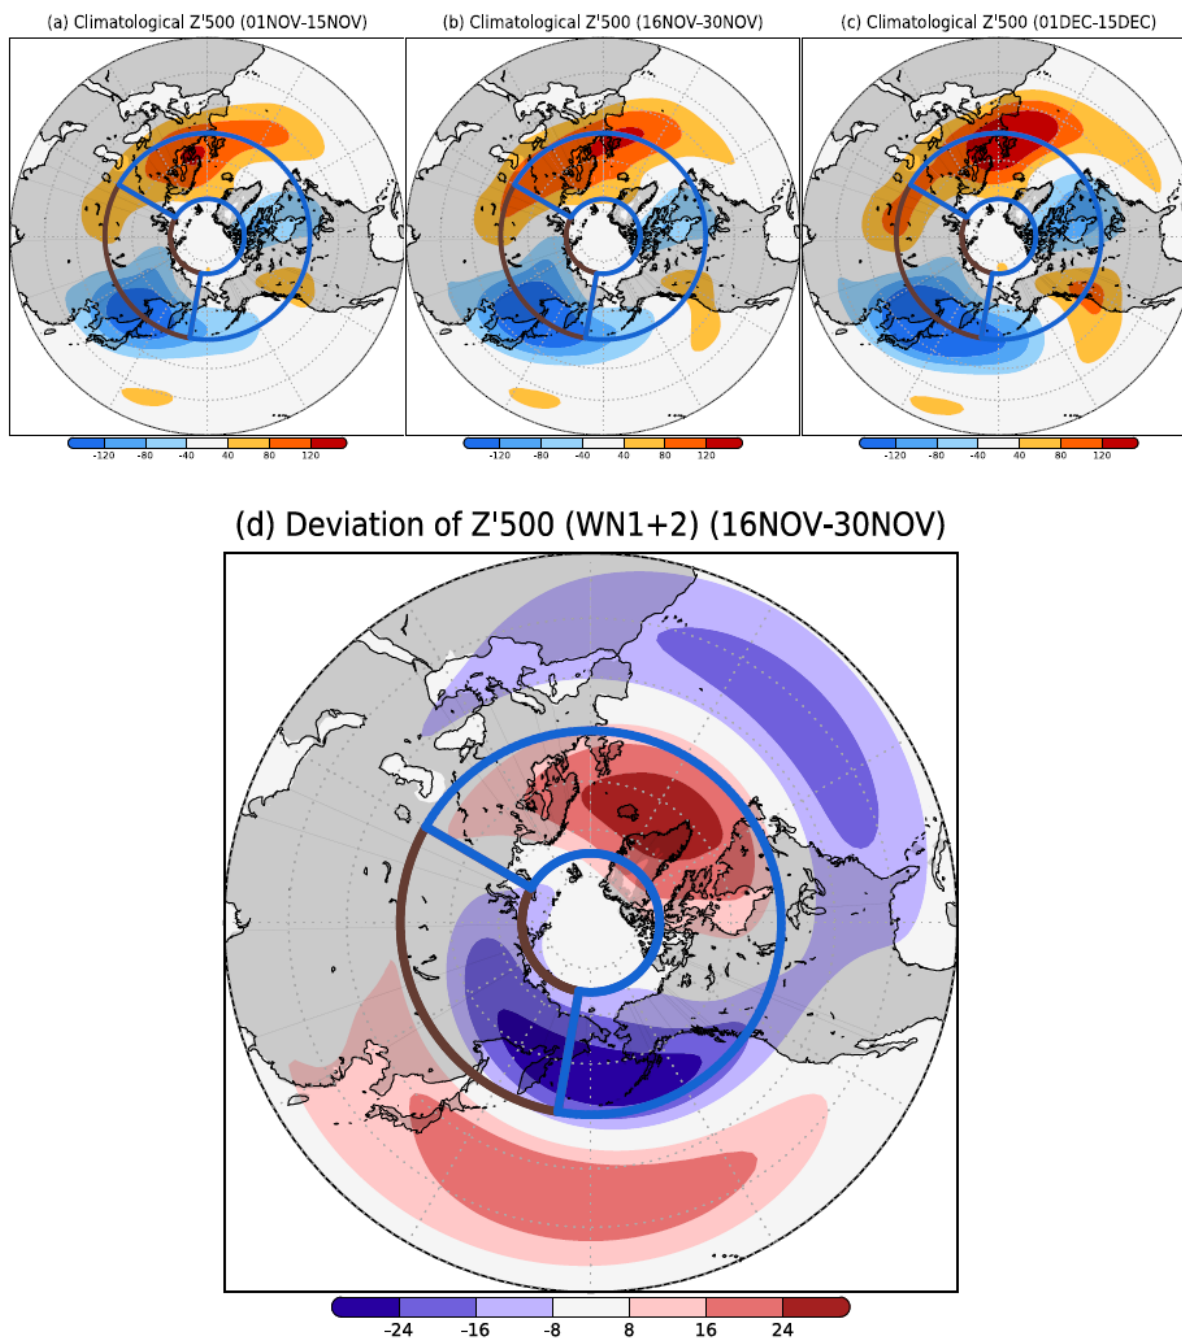 (a) Climatological Z'500 (01NOV-15NOV)
(b) Climatological Z'500 (16NOV-30NOV)
(c) Climatological Z'500 (01DEC-15DEC)
-120 -80 -40 40 80 120
-120 -80 -40 40 80 120
-120 -80 -40 40 80 120
(d) Deviation of Z'500 (WN1+2) (16NOV-30NOV)
-24 -16 -8 8 16 24